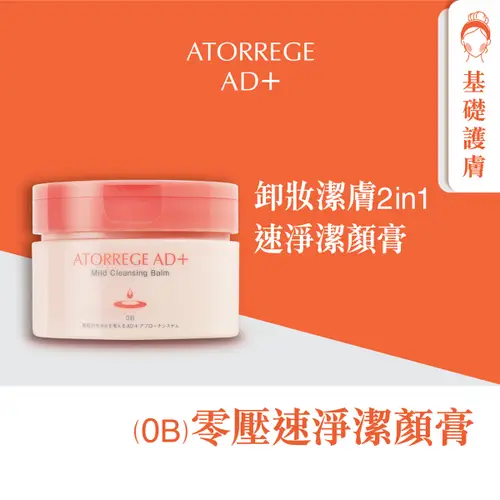 ATORREGE
AD+
基礎護膚
卸妝潔膚2in1
速淨潔顏膏
ATORREGE AD+
Mild Cleansing Balm
0B
(0B)零壓速淨潔顏膏